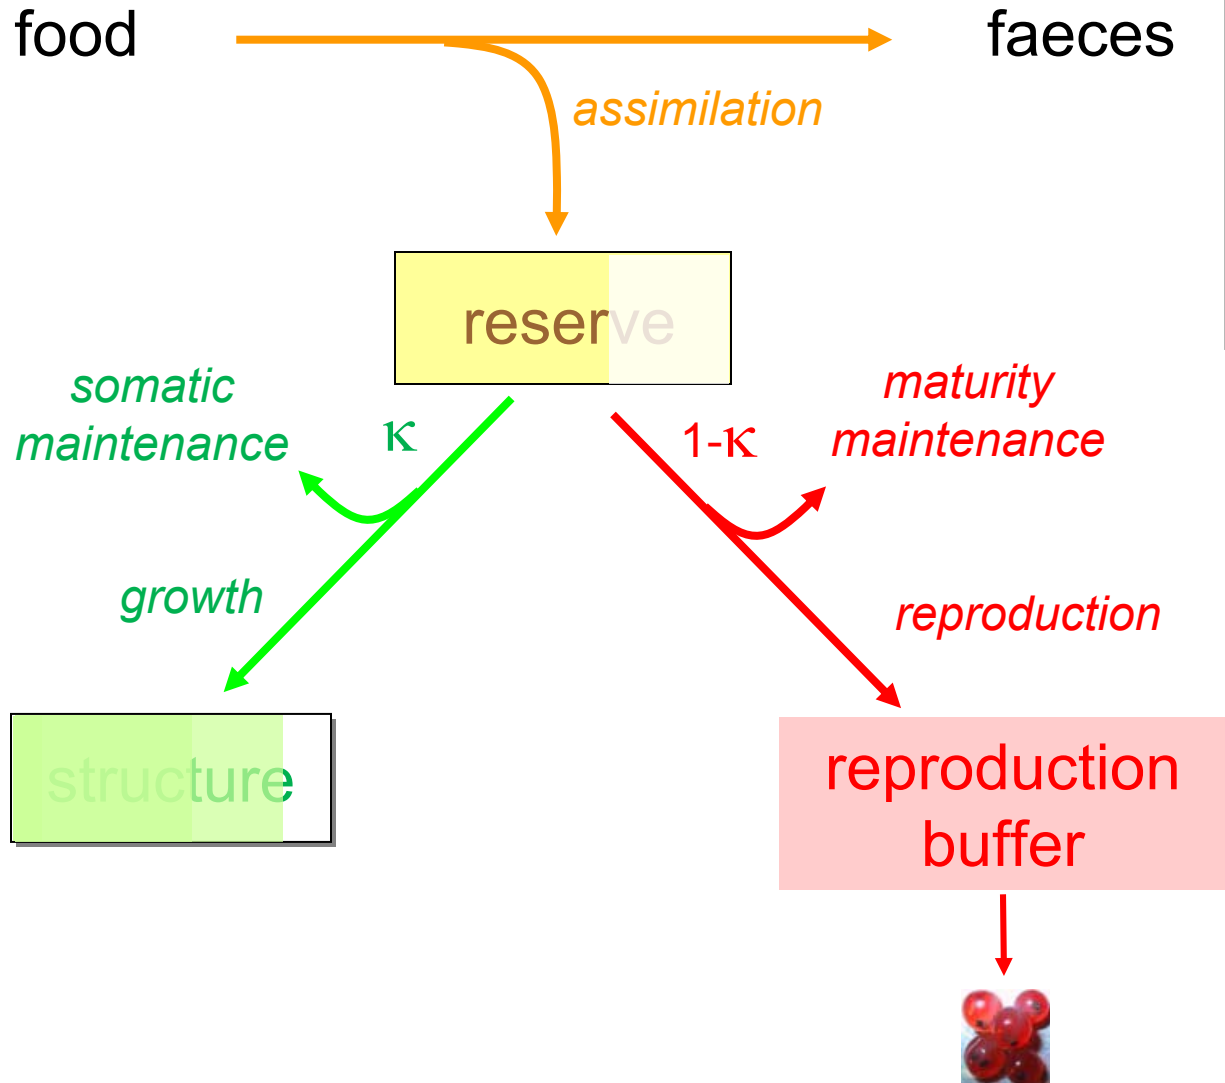 food
faeces
assimilation
reserve
somatic
maintenance
κ
1-κ
maturity
maintenance
growth
reproduction
structure
reproduction
buffer